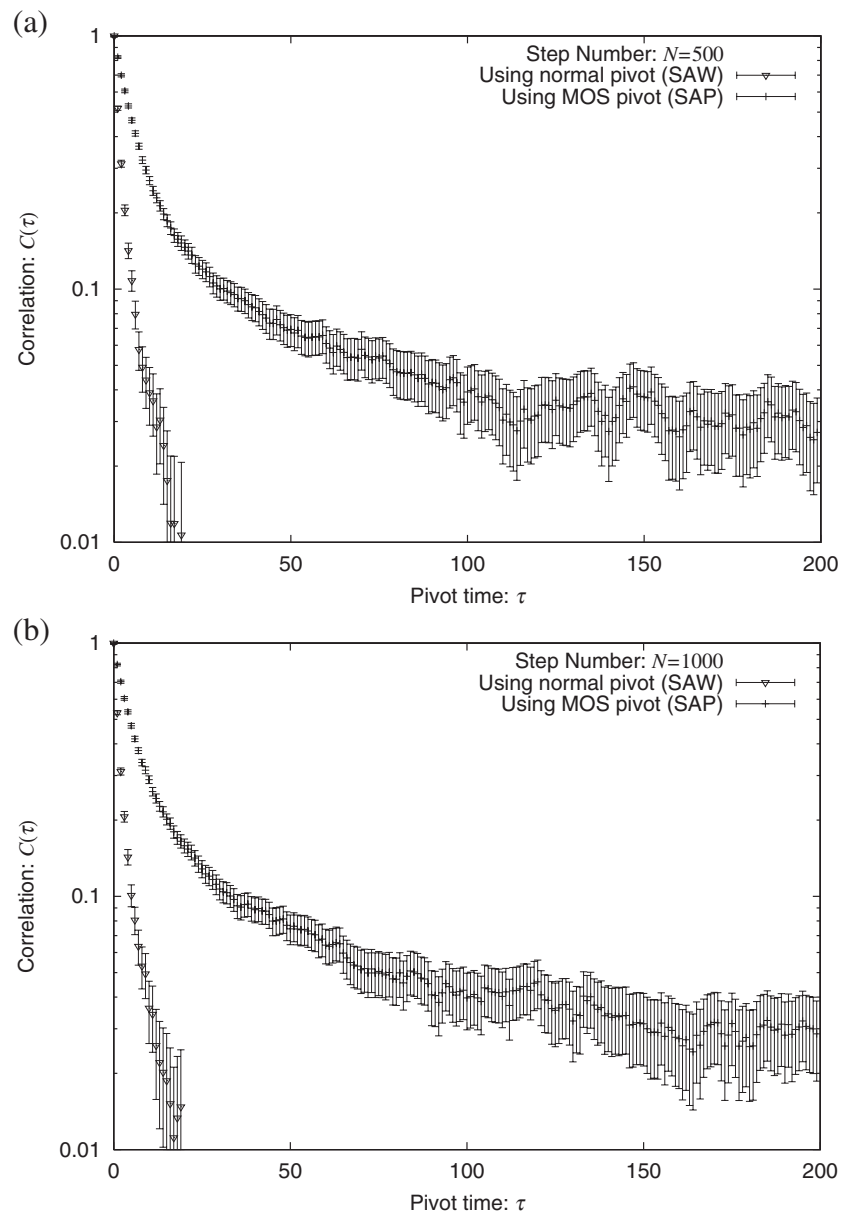 (a)
1
0.1
0.01
Correlation: C(τ)
Step Number: N=500
Using normal pivot (SAW)
Using MOS pivot (SAP)
0 50 100 150 200
Pivot time: τ
(b)
1
0.1
0.01
Correlation: C(τ)
Step Number: N=1000
Using normal pivot (SAW)
Using MOS pivot (SAP)
0 50 100 150 200
Pivot time: τ